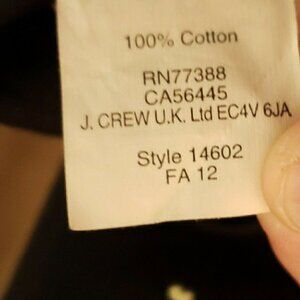 100% Cotton
RN77388
CA56445
J. CREW U.K. Ltd EC4V 6JA
Style 14602
FA 12